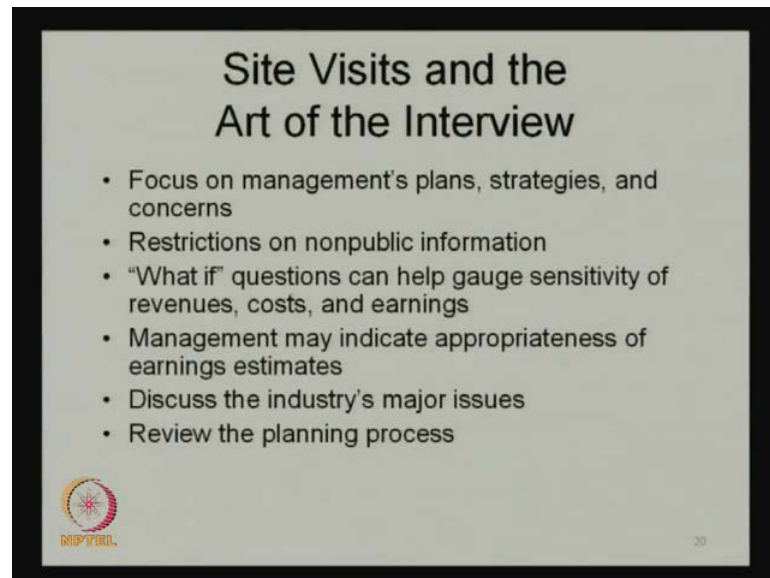 Site Visits and the
Art of the Interview
• Focus on management's plans, strategies, and
concerns
• Restrictions on nonpublic information
• "What if" questions can help gauge sensitivity of
revenues, costs, and earnings
• Management may indicate appropriateness of
earnings estimates
• Discuss the industry's major issues
• Review the planning process
NPTEL
20